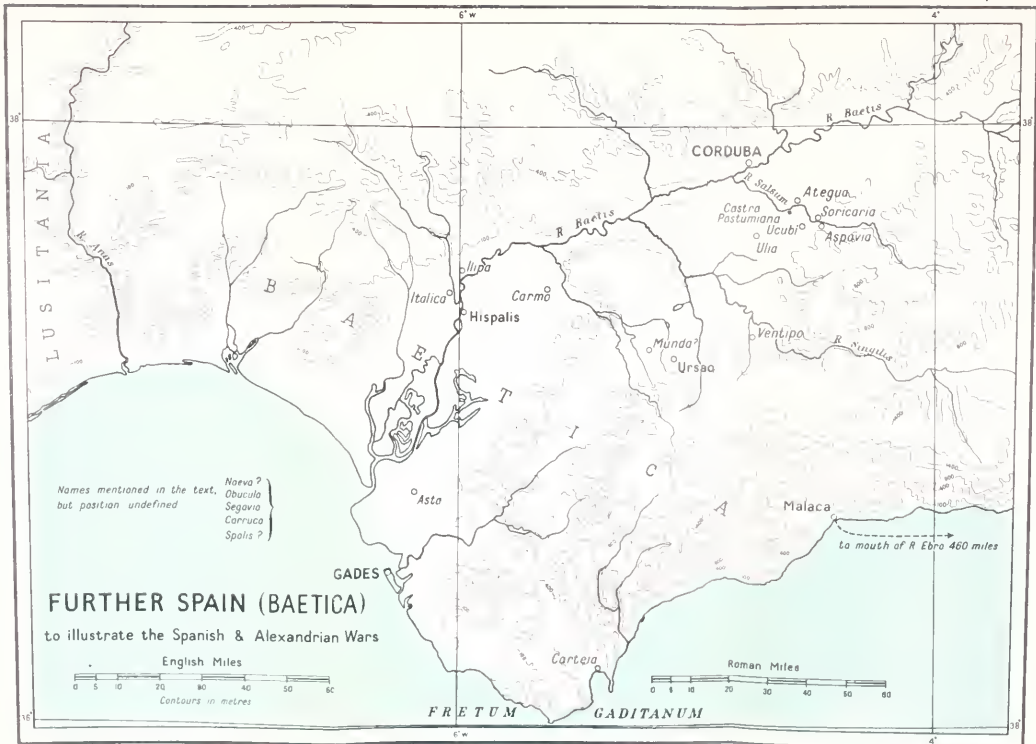 6°W
4°
38°
38°
LUSITANIA
R Anas
R Baetis
CORDUBA
R Salsum
Ategua
Castra
Postumiana
Soricaria
Ucubi
Aspavia
Ulia
R Baetis
Ilipa
Italica
Carmo
Hispalis
BAETICA
Munda?
Ursao
Ventipo
R Singilis
Asta
Names mentioned in the text,
but position undefined
Naeva ?
Obucula
Segovia
Carruca
Spalis ?
Malaca
to mouth of R Ebro 460 miles
GADES
FURTHER SPAIN (BAETICA)
to illustrate the Spanish & Alexandrian Wars
English Miles
0 5 10 20 30 40 50 60
Contours in metres
Carteia
Roman Miles
0 5 10 20 30 40 50 60
FRETUM GADITANUM
36°
36°
6°W
4°